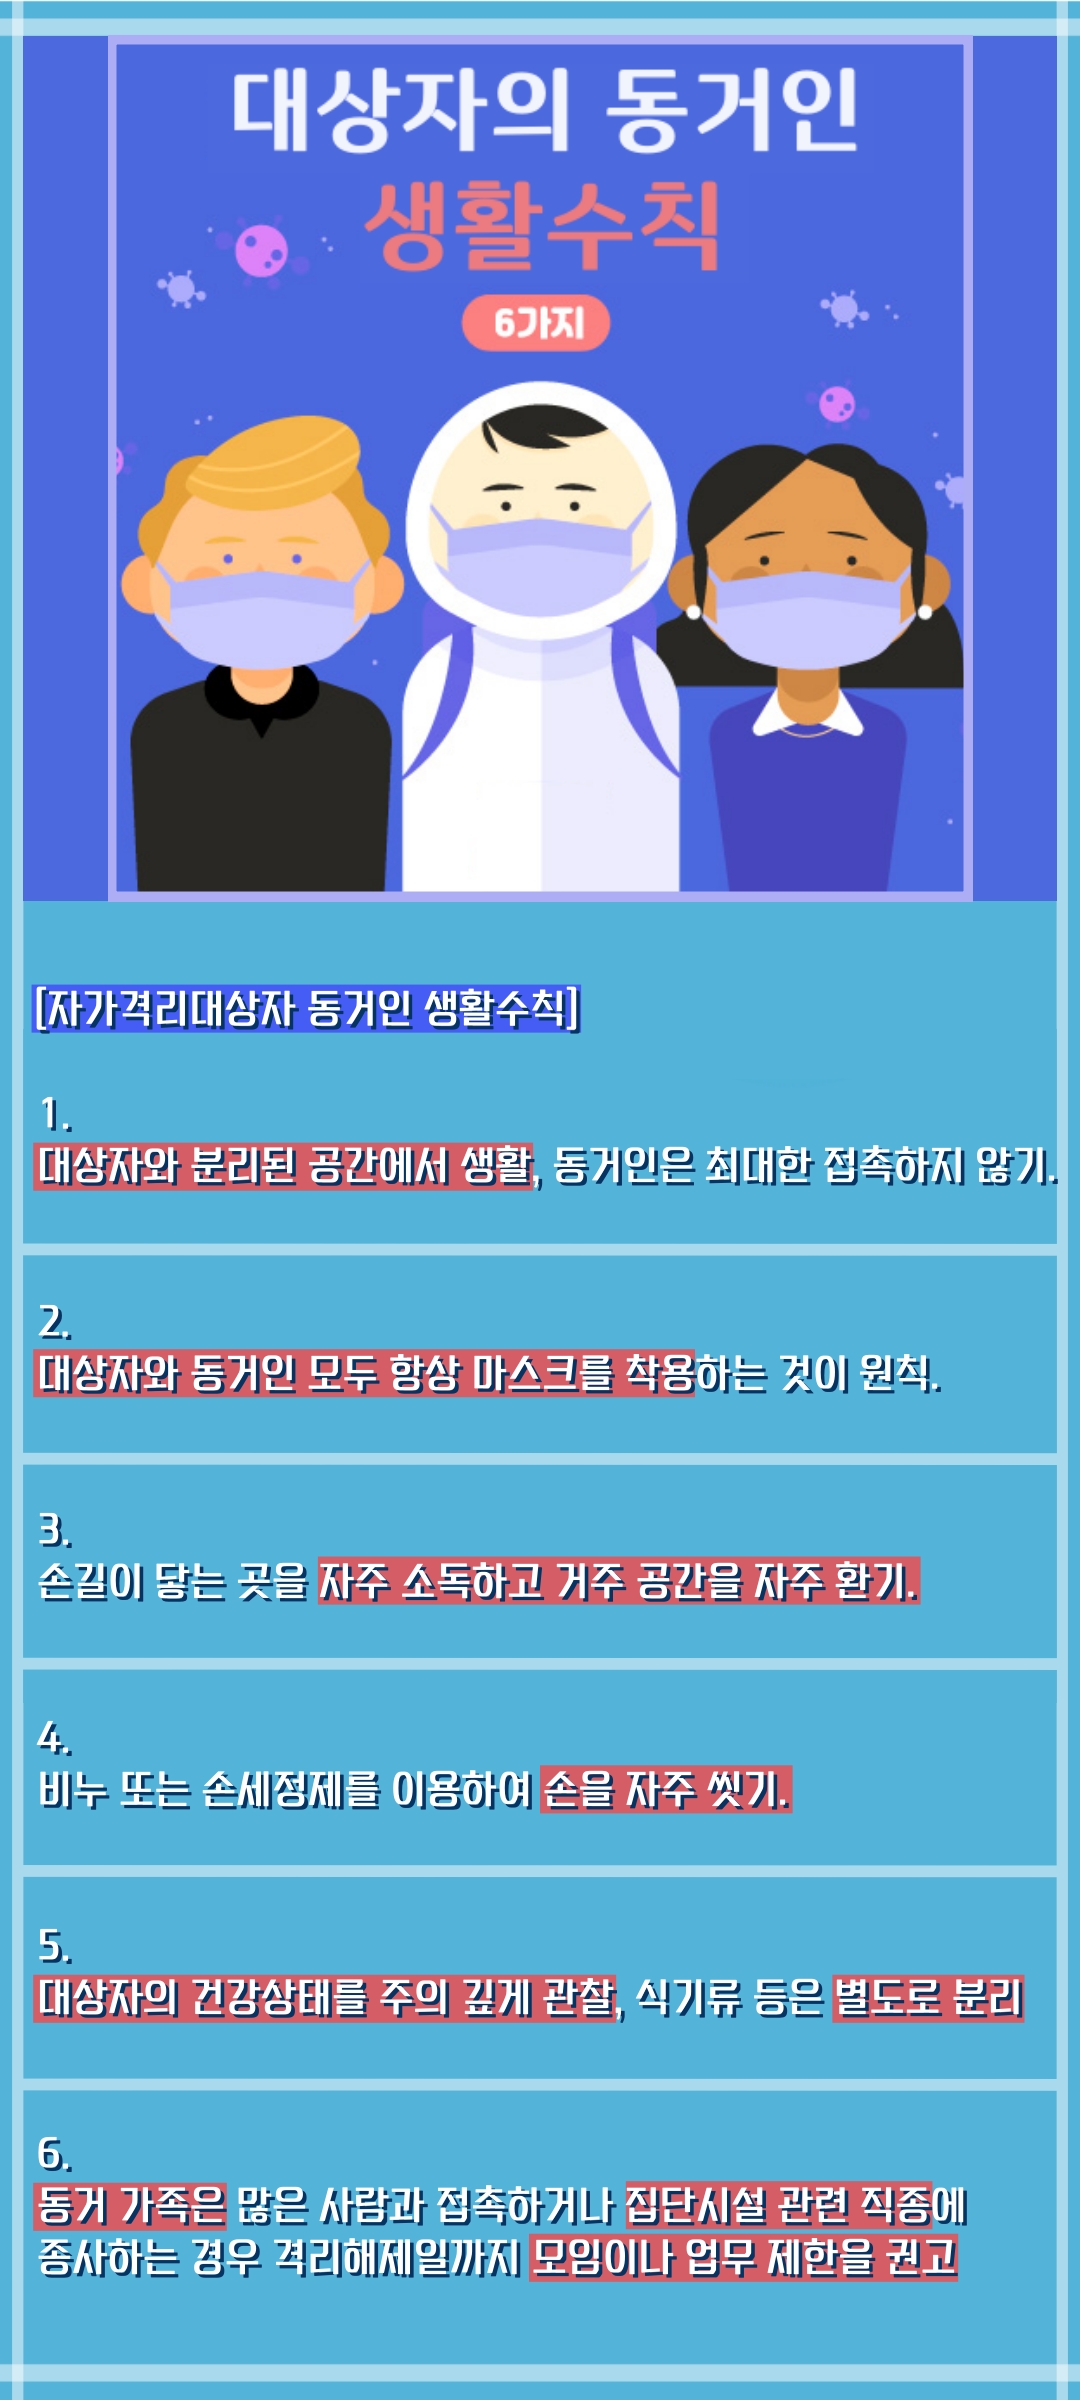 대상자의 동거인
생활수칙
6가지
[자가격리대상자 동거인 생활수칙]
1.
대상자와 분리된 공간에서 생활, 동거인은 최대한 접촉하지 않기.
2.
대상자와 동거인 모두 항상 마스크를 착용하는 것이 원칙.
3.
손길이 닿는 곳을 자주 소독하고 거주 공간을 자주 환기.
4.
비누 또는 손세정제를 이용하여 손을 자주 씻기.
5.
대상자의 건강상태를 주의 깊게 관찰, 식기류 등은 별도로 분리
6.
동거 가족은 많은 사람과 접촉하거나 집단시설 관련 직종에
종사하는 경우 격리해제일까지 모임이나 업무 제한을 권고